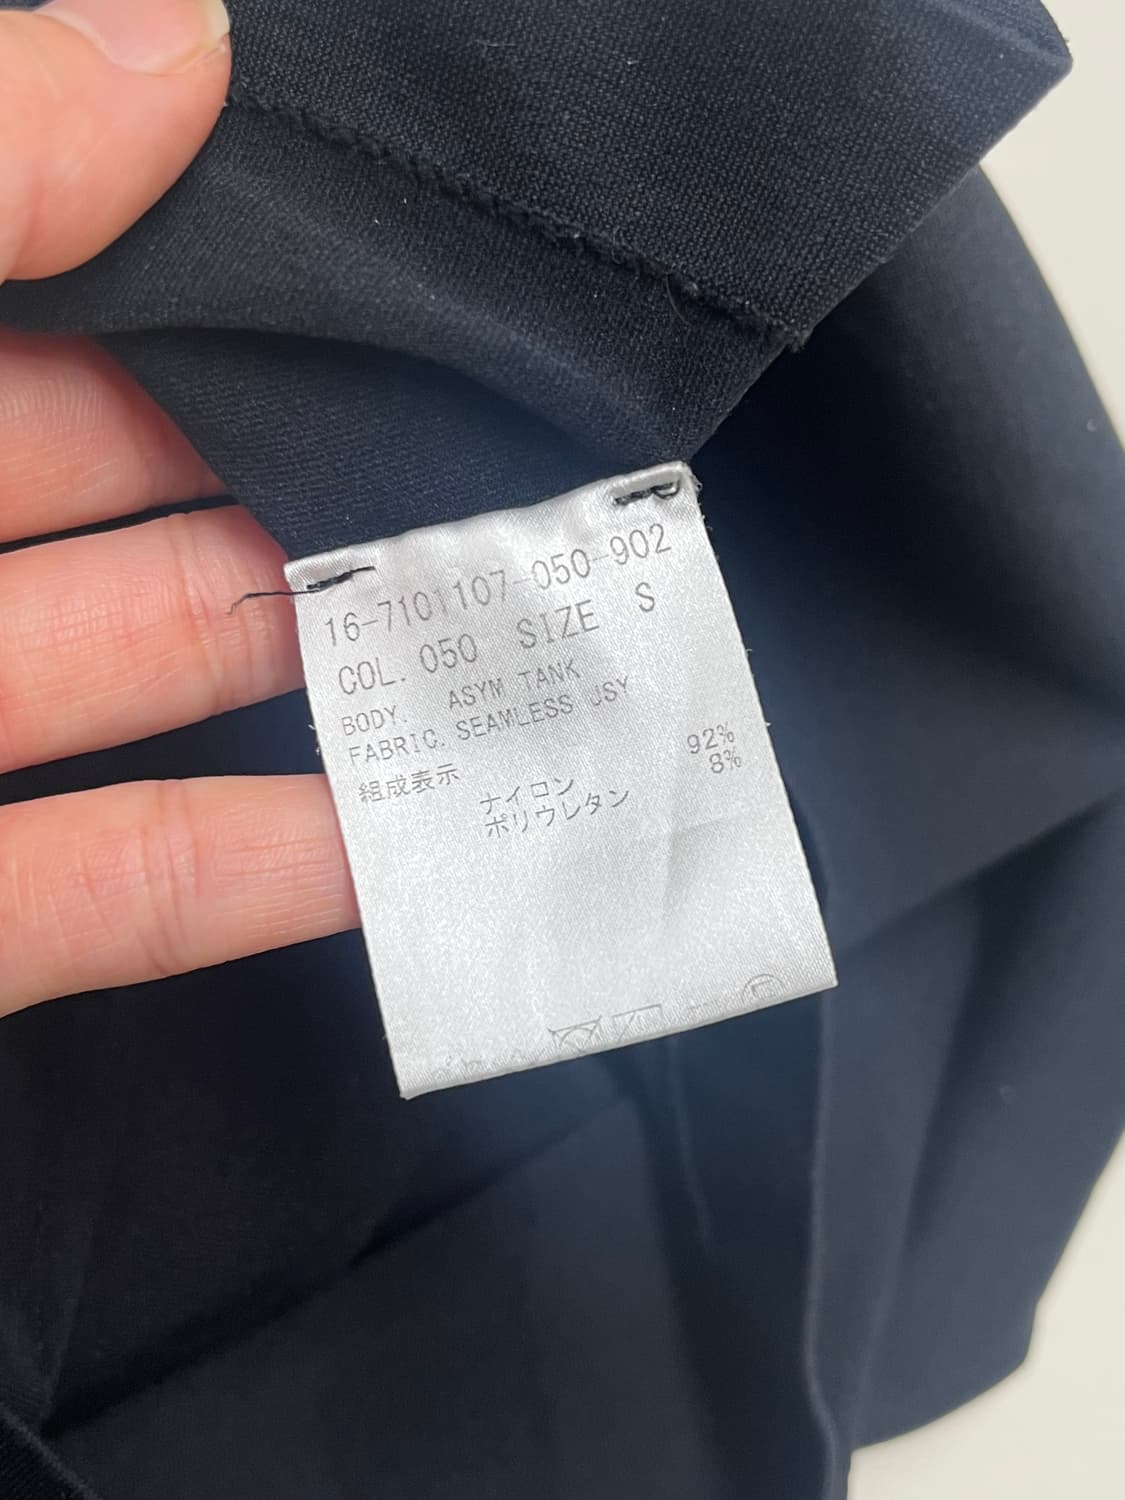 16-7101107-050-902
COL. 050 SIZE S
BODY. ASYM TANK
FABRIC. SEAMLESS JSY
組成表示
ナイロン 92%
ポリウレタン 8%